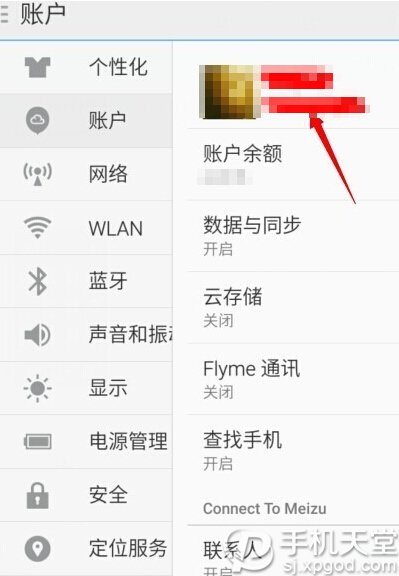 账户
个性化
账户
网络
WLAN
蓝牙
声音和振动
显示
电源管理
安全
定位服务
账户余额
数据与同步
开启
云存储
关闭
Flyme 通讯
关闭
查找手机
开启
Connect To Meizu
联系人
开启
手机天堂
sj.xpgod.com